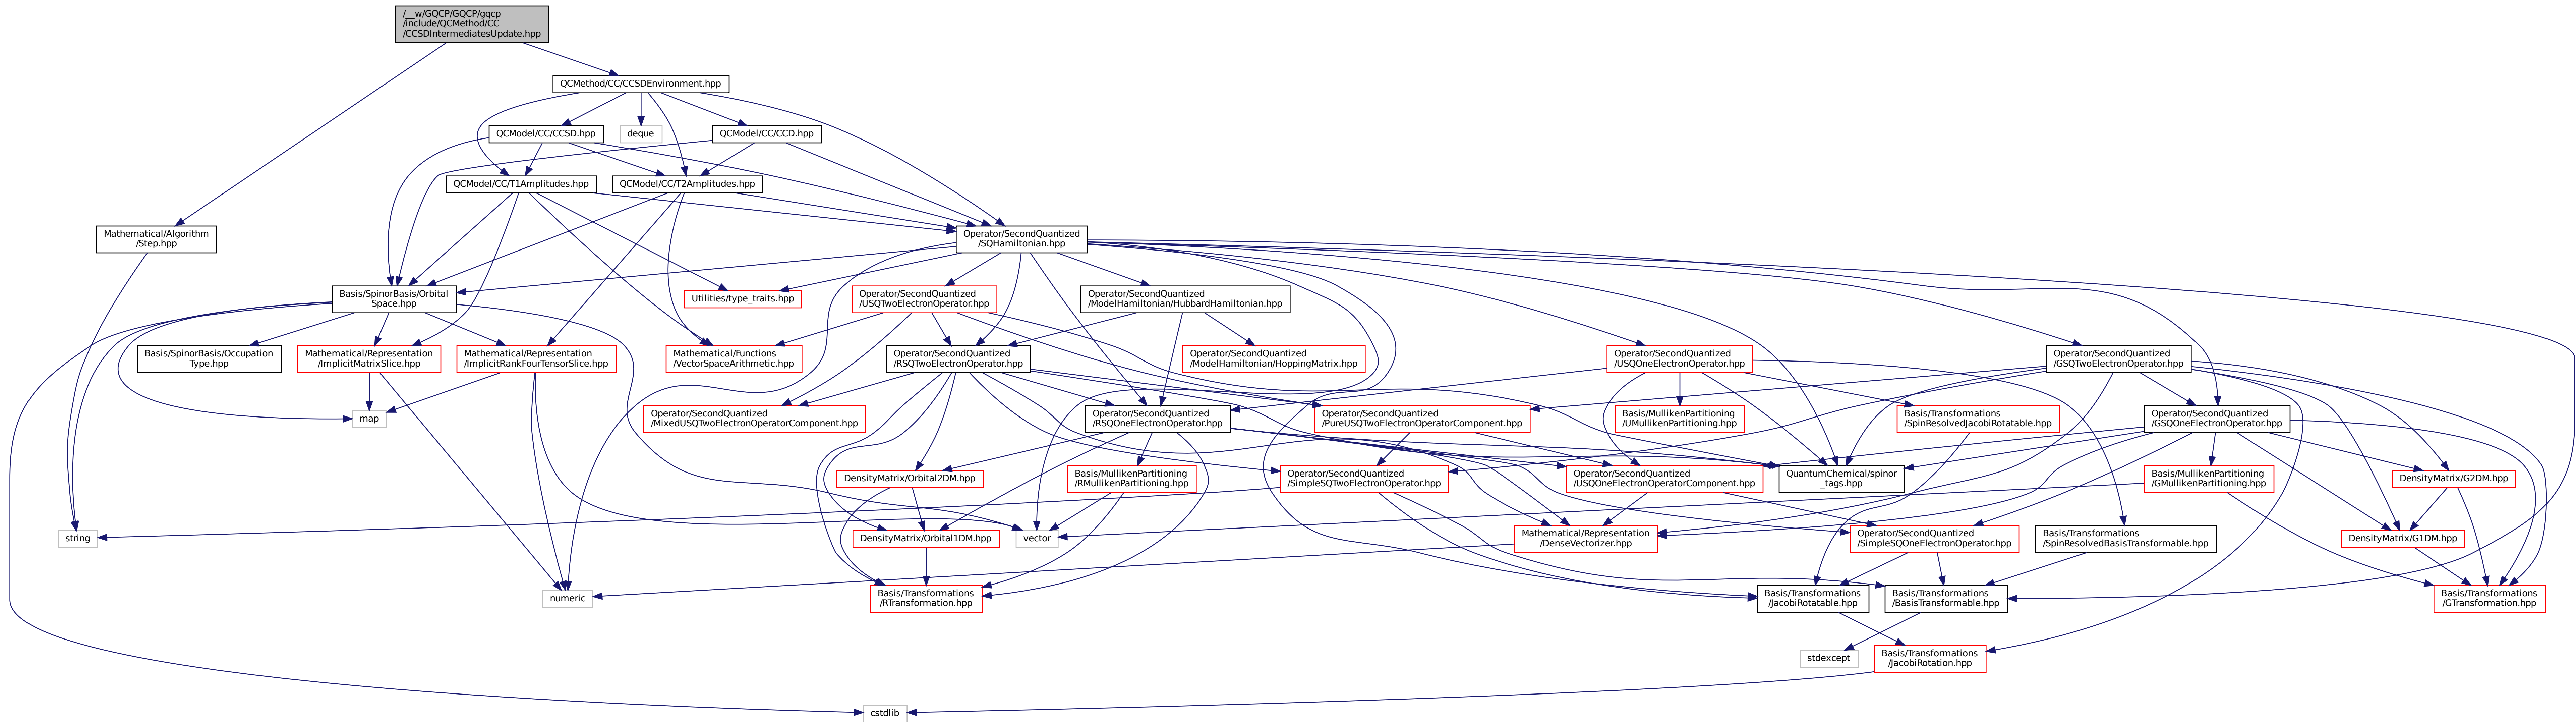 /__w/GQCP/GQCP/gqcp
/include/QCMethod/CC
/CCSDIntermediatesUpdate.hpp
QCMethod/CC/CCSDEnvironment.hpp
QCModel/CC/CCSD.hpp
deque
QCModel/CC/CCD.hpp
QCModel/CC/T1Amplitudes.hpp
QCModel/CC/T2Amplitudes.hpp
Mathematical/Algorithm
/Step.hpp
Operator/SecondQuantized
/SQHamiltonian.hpp
Basis/SpinorBasis/Orbital
Space.hpp
Utilities/type_traits.hpp
Operator/SecondQuantized
/USQTwoElectronOperator.hpp
Operator/SecondQuantized
/ModelHamiltonian/HubbardHamiltonian.hpp
Basis/SpinorBasis/Occupation
Type.hpp
Mathematical/Representation
/ImplicitMatrixSlice.hpp
Mathematical/Representation
/ImplicitRankFourTensorSlice.hpp
Mathematical/Functions
/VectorSpaceArithmetic.hpp
Operator/SecondQuantized
/RSQTwoElectronOperator.hpp
Operator/SecondQuantized
/ModelHamiltonian/HoppingMatrix.hpp
Operator/SecondQuantized
/USQOneElectronOperator.hpp
Operator/SecondQuantized
/GSQTwoElectronOperator.hpp
map
Operator/SecondQuantized
/MixedUSQTwoElectronOperatorComponent.hpp
Operator/SecondQuantized
/RSQOneElectronOperator.hpp
Operator/SecondQuantized
/PureUSQTwoElectronOperatorComponent.hpp
Basis/MullikenPartitioning
/UMullikenPartitioning.hpp
Basis/Transformations
/SpinResolvedJacobiRotatable.hpp
Operator/SecondQuantized
/GSQOneElectronOperator.hpp
DensityMatrix/Orbital2DM.hpp
Basis/MullikenPartitioning
/RMullikenPartitioning.hpp
Operator/SecondQuantized
/SimpleSQTwoElectronOperator.hpp
Operator/SecondQuantized
/USQOneElectronOperatorComponent.hpp
QuantumChemical/spinor
_tags.hpp
Basis/MullikenPartitioning
/GMullikenPartitioning.hpp
DensityMatrix/G2DM.hpp
string
DensityMatrix/Orbital1DM.hpp
vector
Mathematical/Representation
/DenseVectorizer.hpp
Operator/SecondQuantized
/SimpleSQOneElectronOperator.hpp
Basis/Transformations
/SpinResolvedBasisTransformable.hpp
DensityMatrix/G1DM.hpp
numeric
Basis/Transformations
/RTransformation.hpp
Basis/Transformations
/JacobiRotatable.hpp
Basis/Transformations
/BasisTransformable.hpp
Basis/Transformations
/GTransformation.hpp
stdexcept
Basis/Transformations
/JacobiRotation.hpp
cstdlib